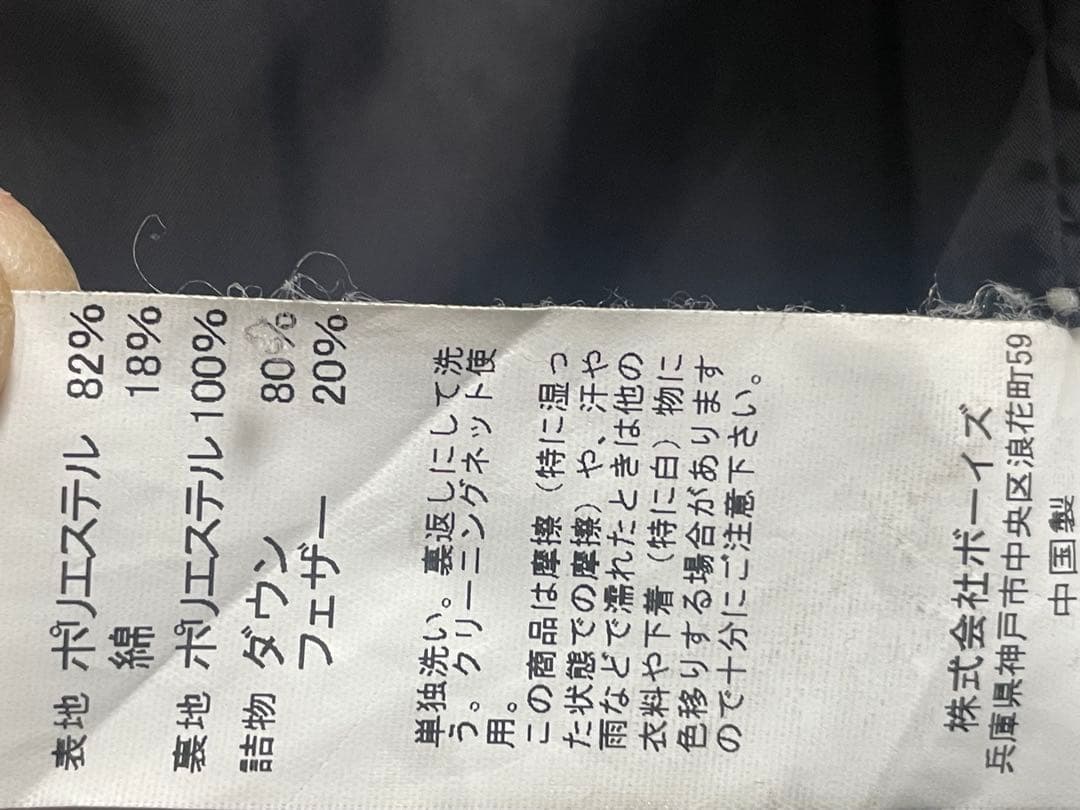 表地 ポリエステル 82%
綿 18%
裏地 ポリエステル 100%
詰物 ダウン 80%
フェザー 20%
単独洗い。裏返しにして洗
う。クリーニングネット使
用。
この商品は摩擦（特に湿っ
た状態での摩擦）や、汗や
雨などで濡れたときは他の
衣料や下着（特に白）物に
色移りする場合があります
ので十分にご注意下さい。
株式会社ボーイズ
兵庫県神戸市中央区浪花町59
中国製